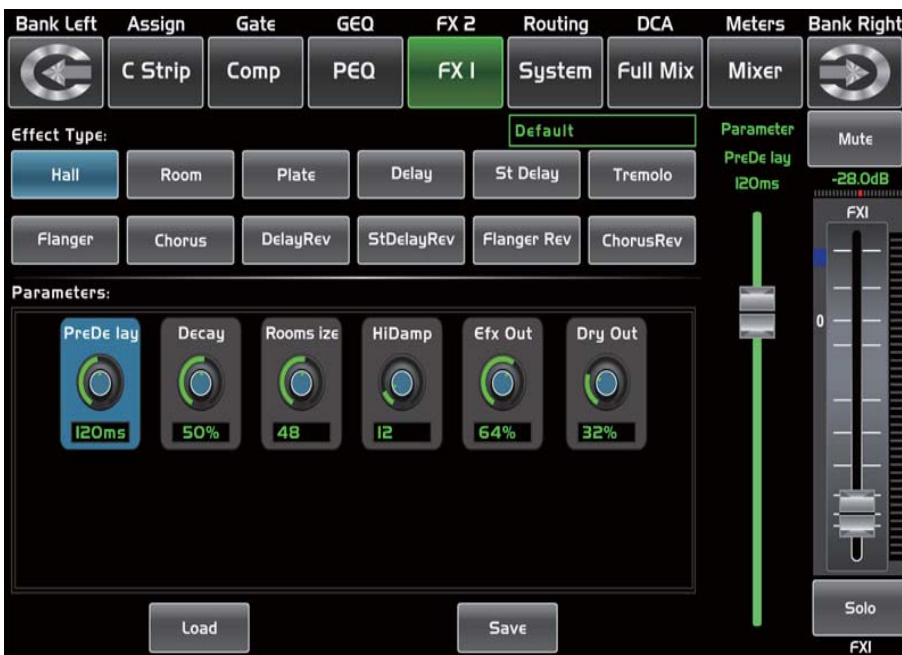 Bank Left Assign Gate GEQ FX 2 Routing DCA Meters Bank Right
C Strip Comp PEQ FX I System Full Mix Mixer
Effect Type: Default Parameter Mute
PreDe lay
Hall Room Plate Delay St Delay Tremolo 120ms -28.0dB
FXI
Flanger Chorus DelayRev StDelayRev Flanger Rev ChorusRev
Parameters:
0
PreDe lay Decay Rooms ize HiDamp Efx Out Dry Out
120ms 50% 48 12 64% 32%
Load Save Solo
FXI